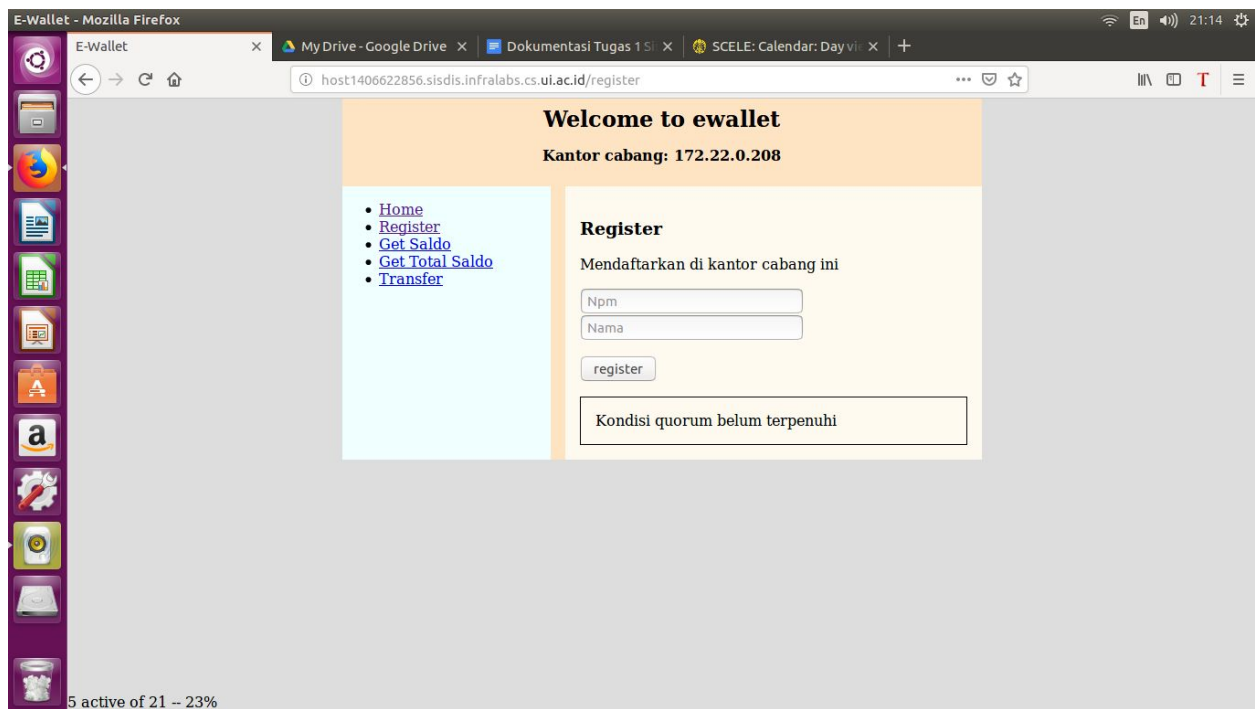 E-Wallet - Mozilla Firefox
En 21:14
E-Wallet
My Drive - Google Drive
Dokumentasi Tugas 1 Si
SCELE: Calendar: Day vie
host1406622856.sisdis.infralabs.cs.ui.ac.id/register
T
Welcome to ewallet
Kantor cabang: 172.22.0.208
Home
Register
Get Saldo
Get Total Saldo
Transfer
Register
Mendaftarkan di kantor cabang ini
Npm
Nama
register
Kondisi quorum belum terpenuhi
a
5 active of 21 -- 23%